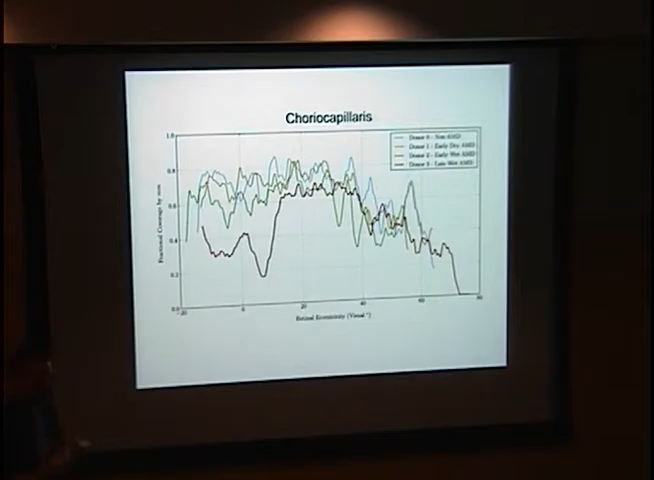 Choriocapillaris
1.0
0.8
0.6
0.4
0.2
0.0
Fractional Coverage by
Donor 0 - Non AMD
Donor 1 - Early Dry AMD
Donor 2 - Early Wet AMD
Donor 3 - Late Wet AMD
-20 0 20 40 60 80
Retinal Eccentricity (Visual °)